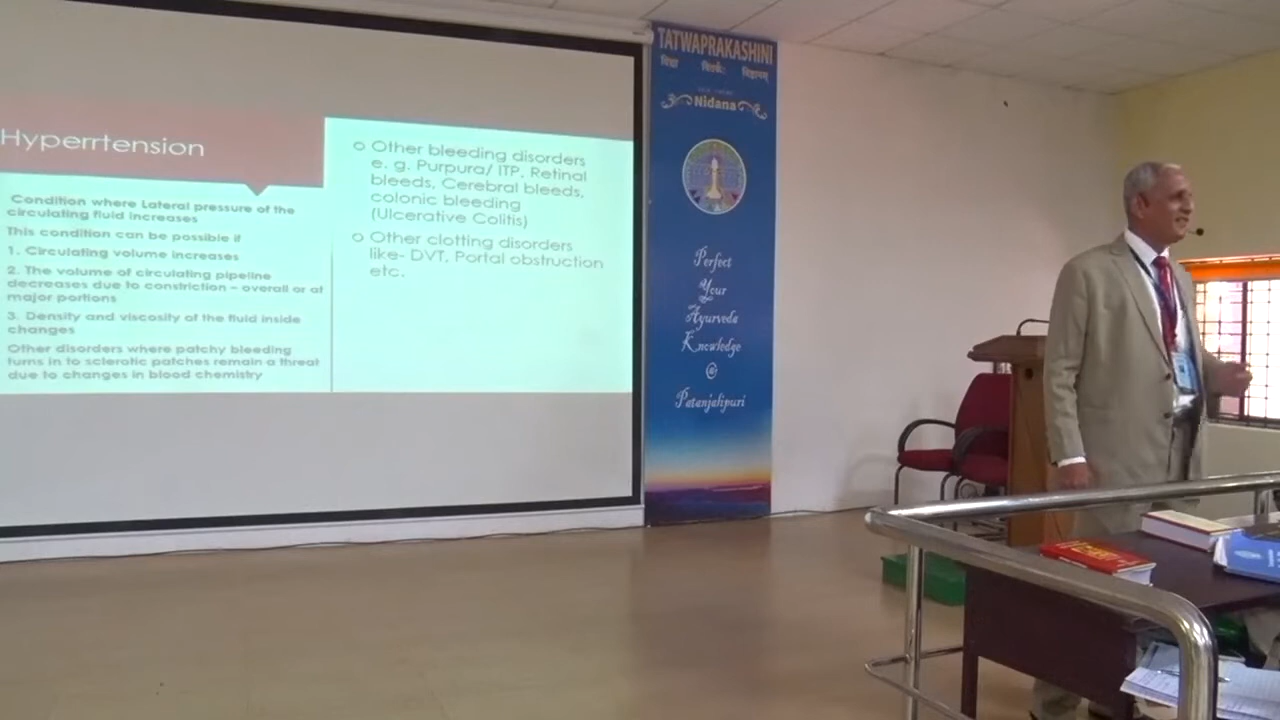 Hyperrtension
Condition where Lateral pressure of the
circulating fluid increases
This condition can be possible if
1. Circulating volume increases
2. The volume of circulating pipeline
decreases due to constriction – overall or at
major portions
3. Density and viscosity of the fluid inside
changes
Other disorders where patchy bleeding
turns in to sclerotic patches remain a threat
due to changes in blood chemistry
Other bleeding disorders
e. g. Purpura/ ITP, Retinal
bleeds, Cerebral bleeds,
colonic bleeding
(Ulcerative Colitis)
Other clotting disorders
like- DVT, Portal obstruction
etc.
TATWAPRAKASHINI
विद्या वितर्कः विज्ञानम्
Nidana
Perfect
Your
Ayurveda
Knowledge
@
Patanjalipuri